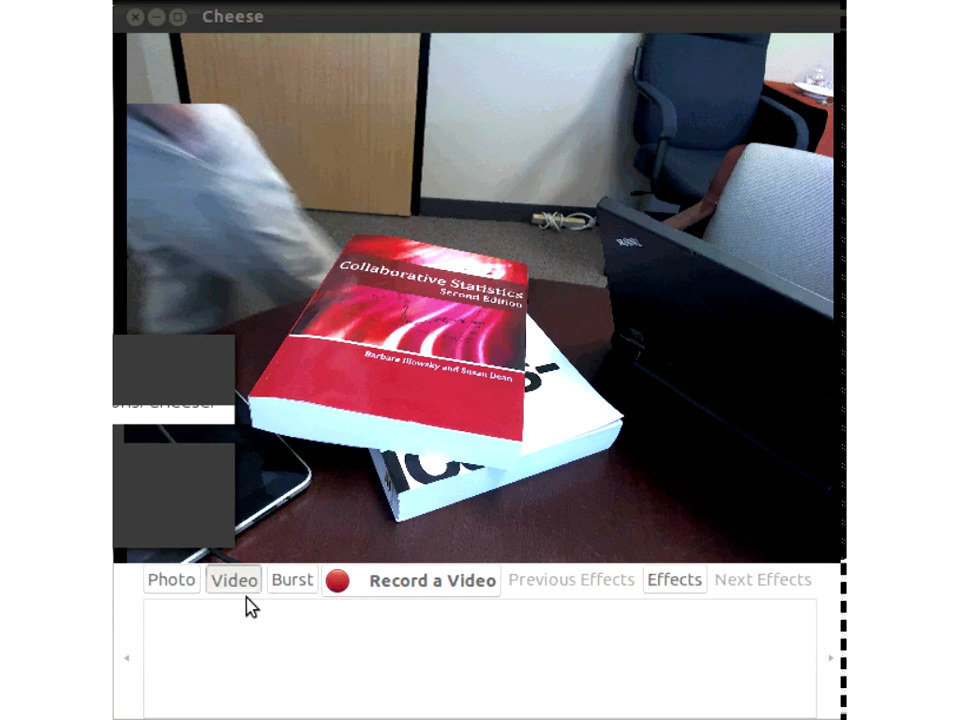 Cheese
Collaborative Statistics
Second Edition
Barbara Illowsky and Susan Dean
Photo Video Burst Record a Video Previous Effects Effects Next Effects